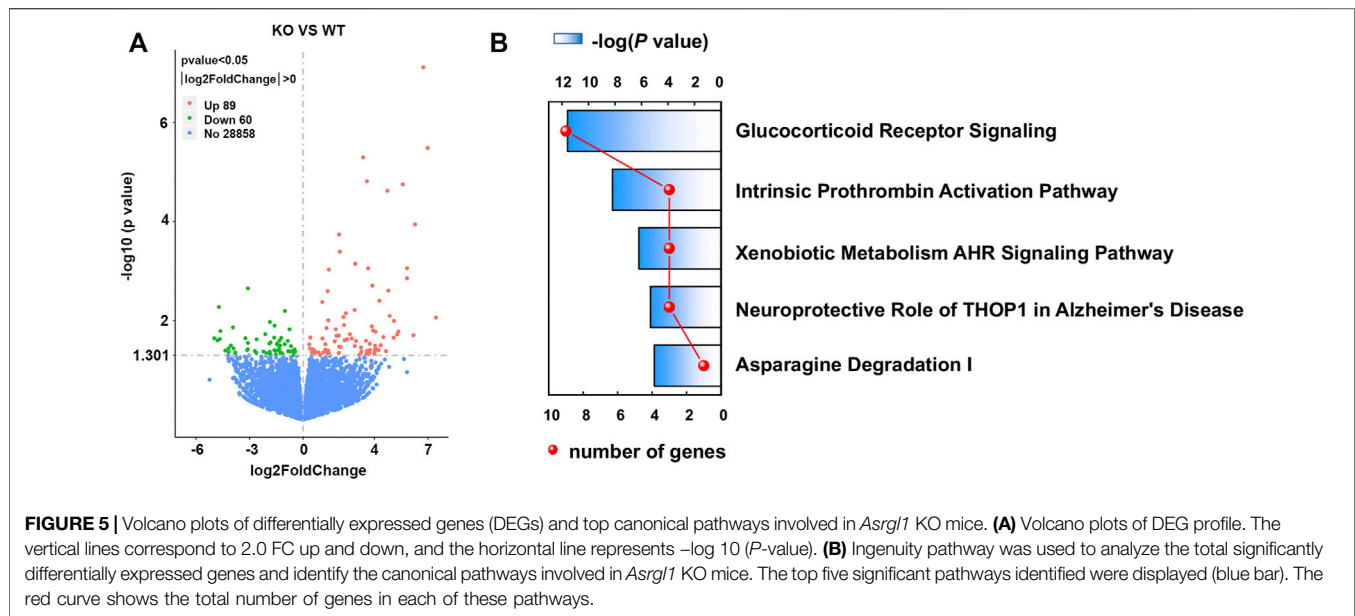 A
KO VS WT
pvalue<0.05
|log2FoldChange| >0
Up 89
Down 60
No 28858
-log10 (p value)
6
4
2
1.301
-6 -3 0 4 7
log2FoldChange
B
-log(P value)
12 10 8 6 4 2 0
Glucocorticoid Receptor Signaling
Intrinsic Prothrombin Activation Pathway
Xenobiotic Metabolism AHR Signaling Pathway
Neuroprotective Role of THOP1 in Alzheimer's Disease
Asparagine Degradation I
10 8 6 4 2 0
number of genes
FIGURE 5 | Volcano plots of differentially expressed genes (DEGs) and top canonical pathways involved in Asrgl1 KO mice. (A) Volcano plots of DEG profile. The
vertical lines correspond to 2.0 FC up and down, and the horizontal line represents –log 10 (P-value). (B) Ingenuity pathway was used to analyze the total significantly
differentially expressed genes and identify the canonical pathways involved in Asrgl1 KO mice. The top five significant pathways identified were displayed (blue bar). The
red curve shows the total number of genes in each of these pathways.